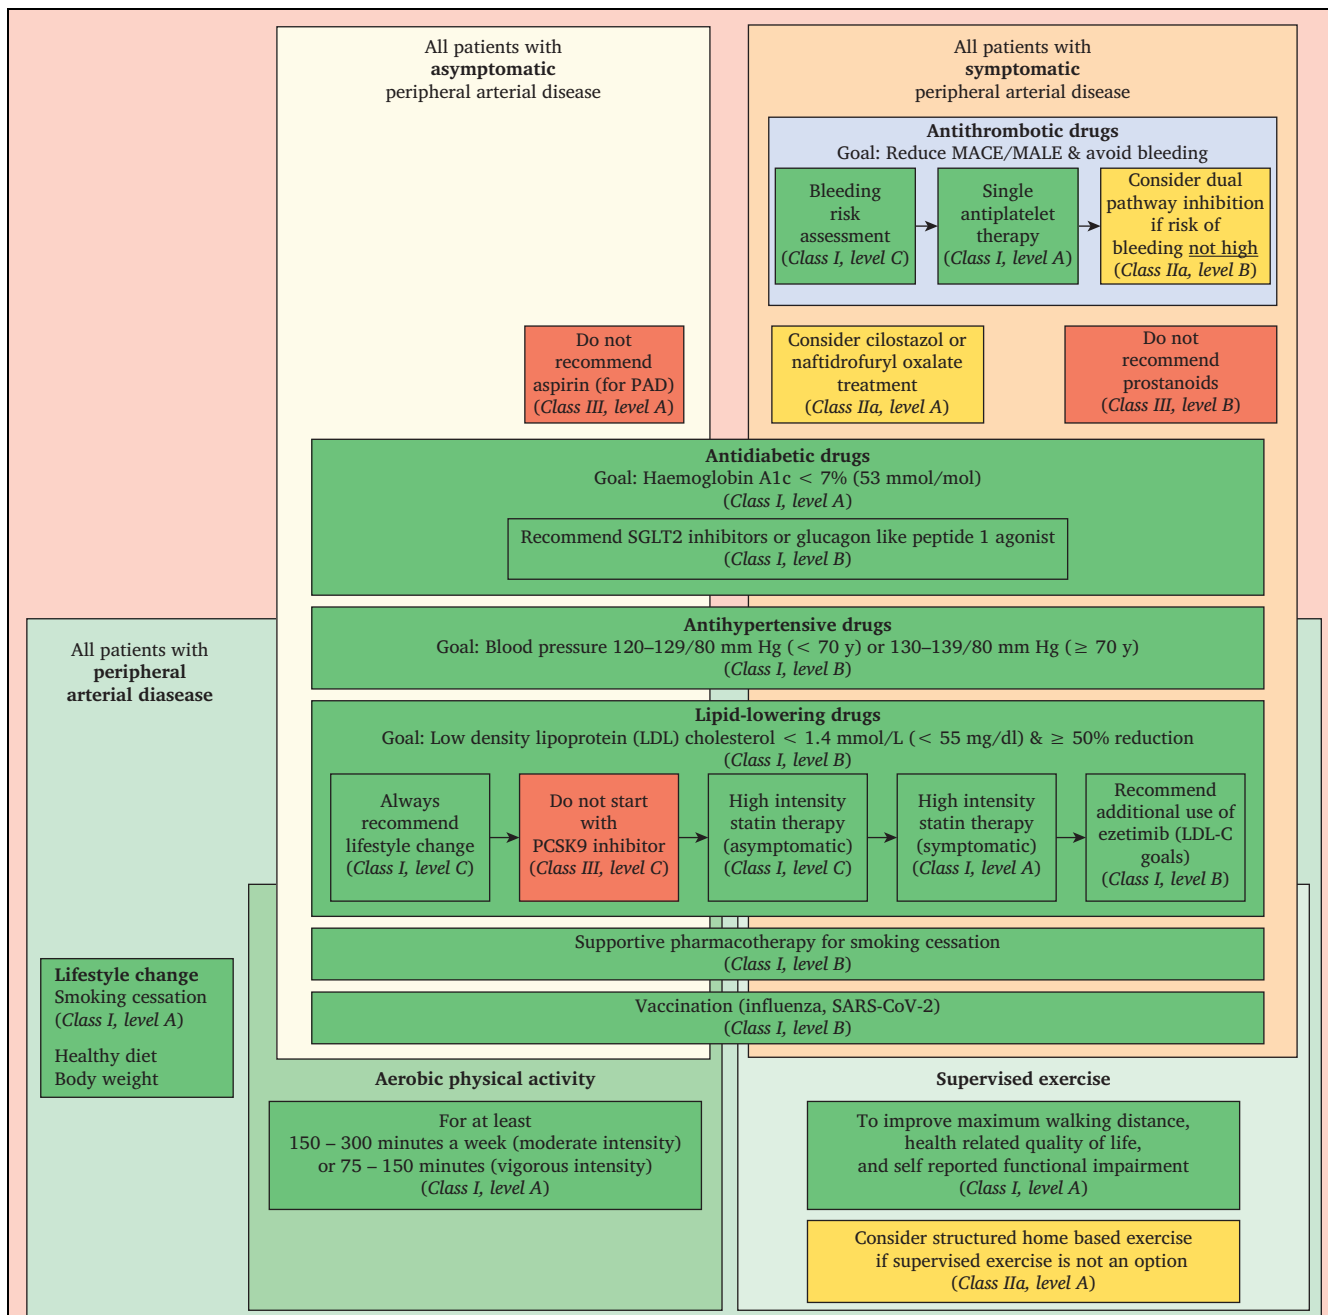 All patients with
asymptomatic
peripheral arterial disease
All patients with
symptomatic
peripheral arterial disease
Antithrombotic drugs
Goal: Reduce MACE/MALE & avoid bleeding
Bleeding
risk
assessment
(Class I, level C)
Single
antiplatelet
therapy
(Class I, level A)
Consider dual
pathway inhibition
if risk of
bleeding not high
(Class IIa, level B)
Do not
recommend
aspirin (for PAD)
(Class III, level A)
Consider cilostazol or
naftidrofuryl oxalate
treatment
(Class IIa, level A)
Do not
recommend
prostanoids
(Class III, level B)
Antidiabetic drugs
Goal: Haemoglobin A1c < 7% (53 mmol/mol)
(Class I, level A)
Recommend SGLT2 inhibitors or glucagon like peptide 1 agonist
(Class I, level B)
Antihypertensive drugs
Goal: Blood pressure 120–129/80 mm Hg (< 70 y) or 130–139/80 mm Hg (≥ 70 y)
(Class I, level B)
All patients with
peripheral
arterial diasease
Lipid-lowering drugs
Goal: Low density lipoprotein (LDL) cholesterol < 1.4 mmol/L (< 55 mg/dl) & ≥ 50% reduction
(Class I, level B)
Always
recommend
lifestyle change
(Class I, level C)
Do not start
with
PCSK9 inhibitor
(Class III, level C)
High intensity
statin therapy
(asymptomatic)
(Class I, level C)
High intensity
statin therapy
(symptomatic)
(Class I, level A)
Recommend
additional use of
ezetimib (LDL-C
goals)
(Class I, level B)
Supportive pharmacotherapy for smoking cessation
(Class I, level B)
Vaccination (influenza, SARS-CoV-2)
(Class I, level B)
Lifestyle change
Smoking cessation
(Class I, level A)
Healthy diet
Body weight
Aerobic physical activity
For at least
150 – 300 minutes a week (moderate intensity)
or 75 – 150 minutes (vigorous intensity)
(Class I, level A)
Supervised exercise
To improve maximum walking distance,
health related quality of life,
and self reported functional impairment
(Class I, level A)
Consider structured home based exercise
if supervised exercise is not an option
(Class IIa, level A)